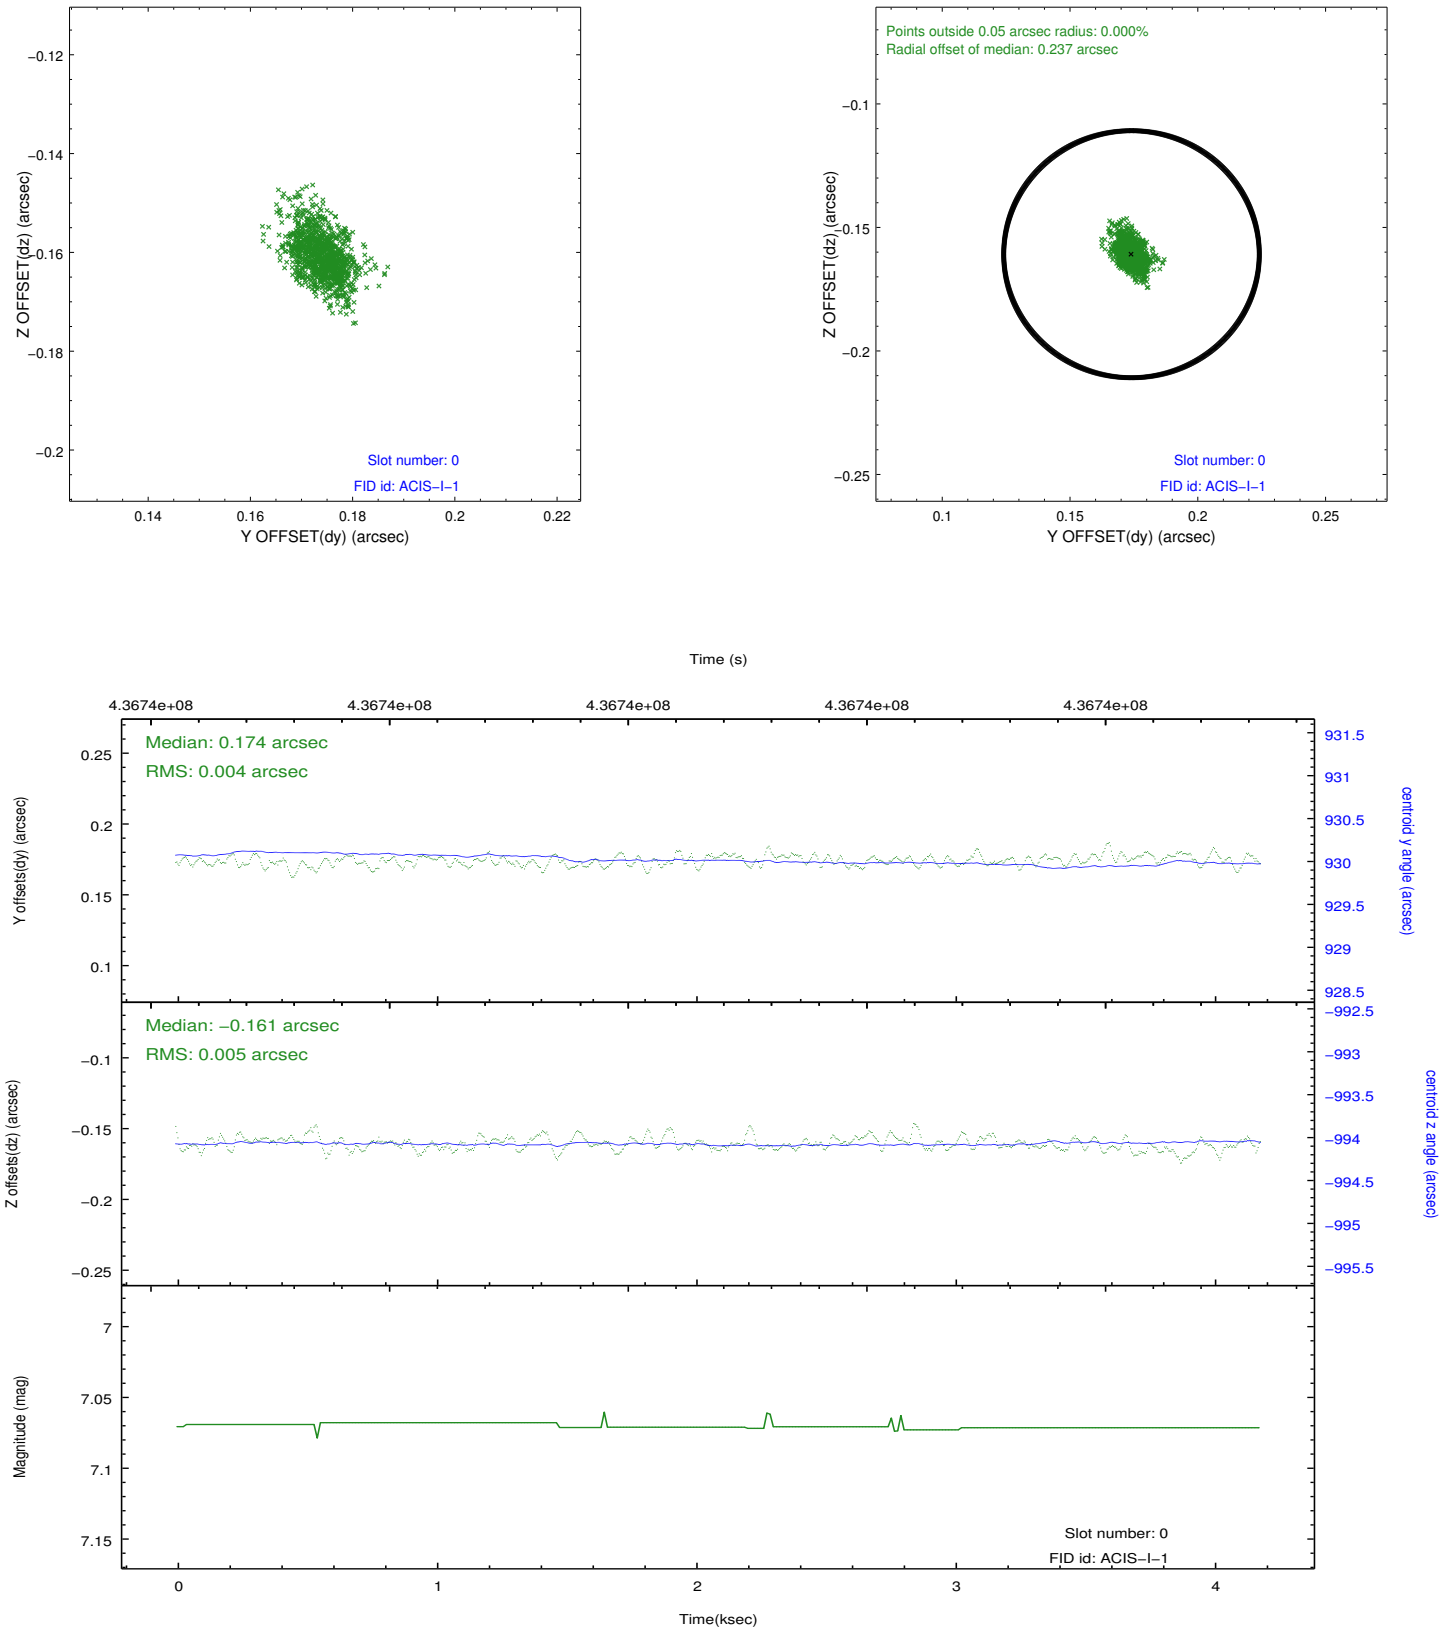 −0.12
−0.14
−0.16
−0.18
−0.2
Z OFFSET(dz) (arcsec)
Slot number: 0
FID id: ACIS−I−1
0.14 0.16 0.18 0.2 0.22
Y OFFSET(dy) (arcsec)
Points outside 0.05 arcsec radius: 0.000%
Radial offset of median: 0.237 arcsec
−0.1
−0.15
−0.2
−0.25
Z OFFSET(dz) (arcsec)
Slot number: 0
FID id: ACIS−I−1
0.1 0.15 0.2 0.25
Y OFFSET(dy) (arcsec)
Time (s)
4.3674e+08 4.3674e+08 4.3674e+08 4.3674e+08 4.3674e+08
Median: 0.174 arcsec
RMS: 0.004 arcsec
0.25
0.2
0.15
0.1
Y offsets(dy) (arcsec)
931.5
931
930.5
930
929.5
929
928.5
centroid y angle (arcsec)
Median: −0.161 arcsec
RMS: 0.005 arcsec
−0.1
−0.15
−0.2
−0.25
Z offsets(dz) (arcsec)
−992.5
−993
−993.5
−994
−994.5
−995
−995.5
centroid z angle (arcsec)
7
7.05
7.1
7.15
Magnitude (mag)
Slot number: 0
FID id: ACIS−I−1
0 1 2 3 4
Time(ksec)